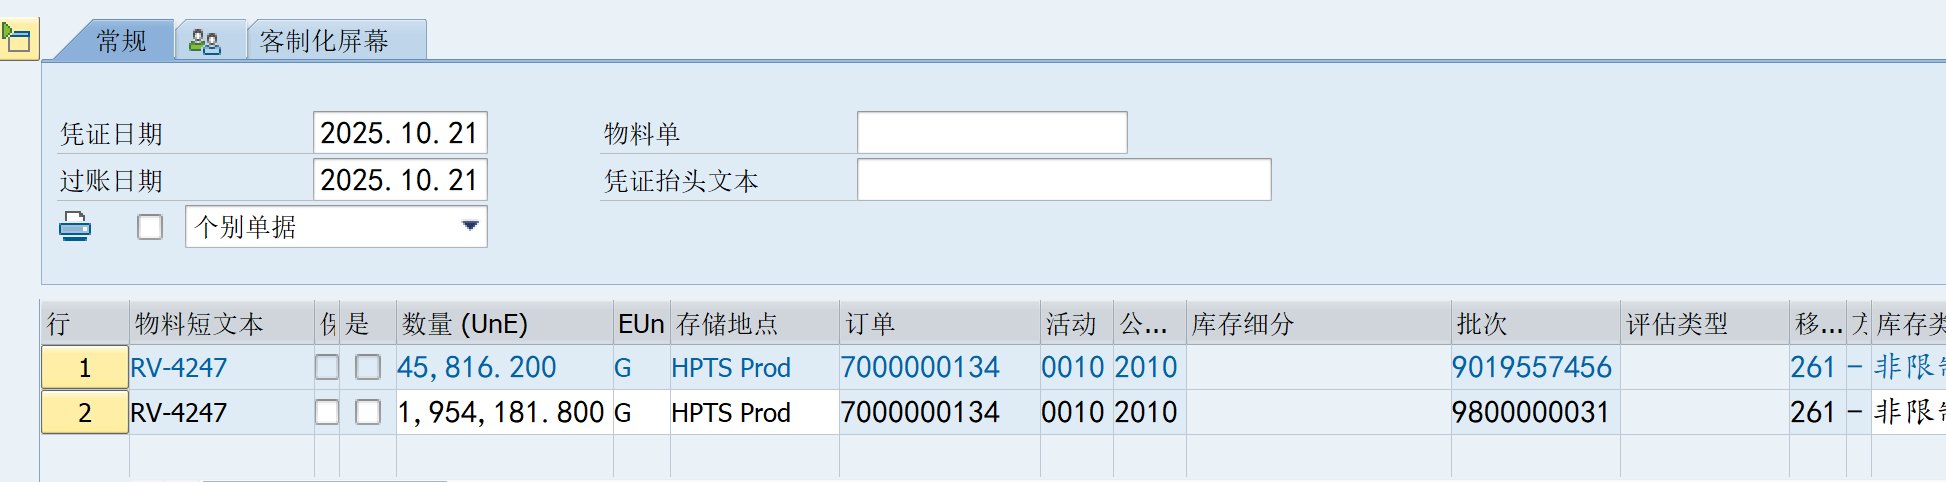 常规 客制化屏幕
凭证日期 2025.10.21 物料单
过账日期 2025.10.21 凭证抬头文本
个别单据
行 物料短文本 是 数量 (UnE) EUn 存储地点 订单 活动 公... 库存细分 批次 评估类型 移... 库存
1 RV-4247 45,816.200 G HPTS Prod 7000000134 0010 2010 9019557456 261 - 非限
2 RV-4247 1,954,181.800 G HPTS Prod 7000000134 0010 2010 9800000031 261 - 非限